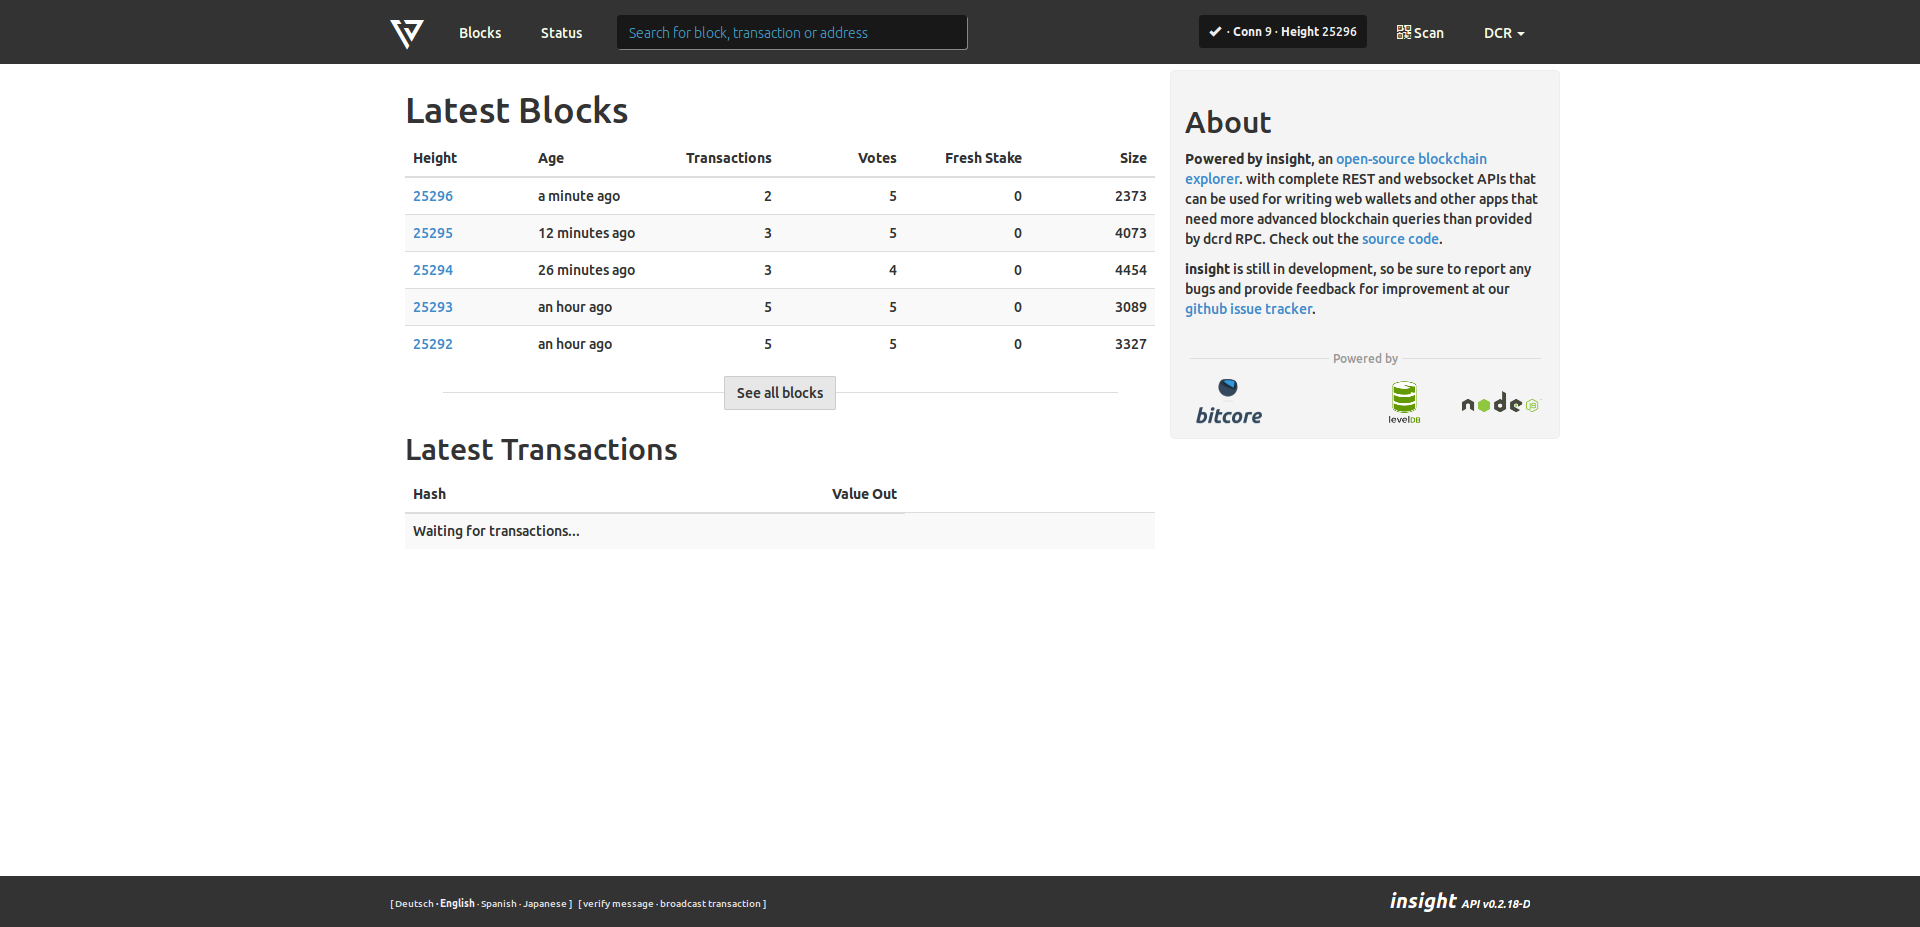 Blocks Status Search for block, transaction or address · Conn 9 · Height 25296 Scan DCR
Latest Blocks
Height Age Transactions Votes Fresh Stake Size
25296 a minute ago 2 5 0 2373
25295 12 minutes ago 3 5 0 4073
25294 26 minutes ago 3 4 0 4454
25293 an hour ago 5 5 0 3089
25292 an hour ago 5 5 0 3327
See all blocks
Latest Transactions
Hash Value Out
Waiting for transactions...
About
Powered by insight, an open-source blockchain
explorer. with complete REST and websocket APIs that
can be used for writing web wallets and other apps that
need more advanced blockchain queries than provided
by dcrd RPC. Check out the source code.
insight is still in development, so be sure to report any
bugs and provide feedback for improvement at our
github issue tracker.
Powered by
bitcore levelDB node JS
[ Deutsch · English · Spanish · Japanese ] [ verify message · broadcast transaction ]
insight API v0.2.18-D